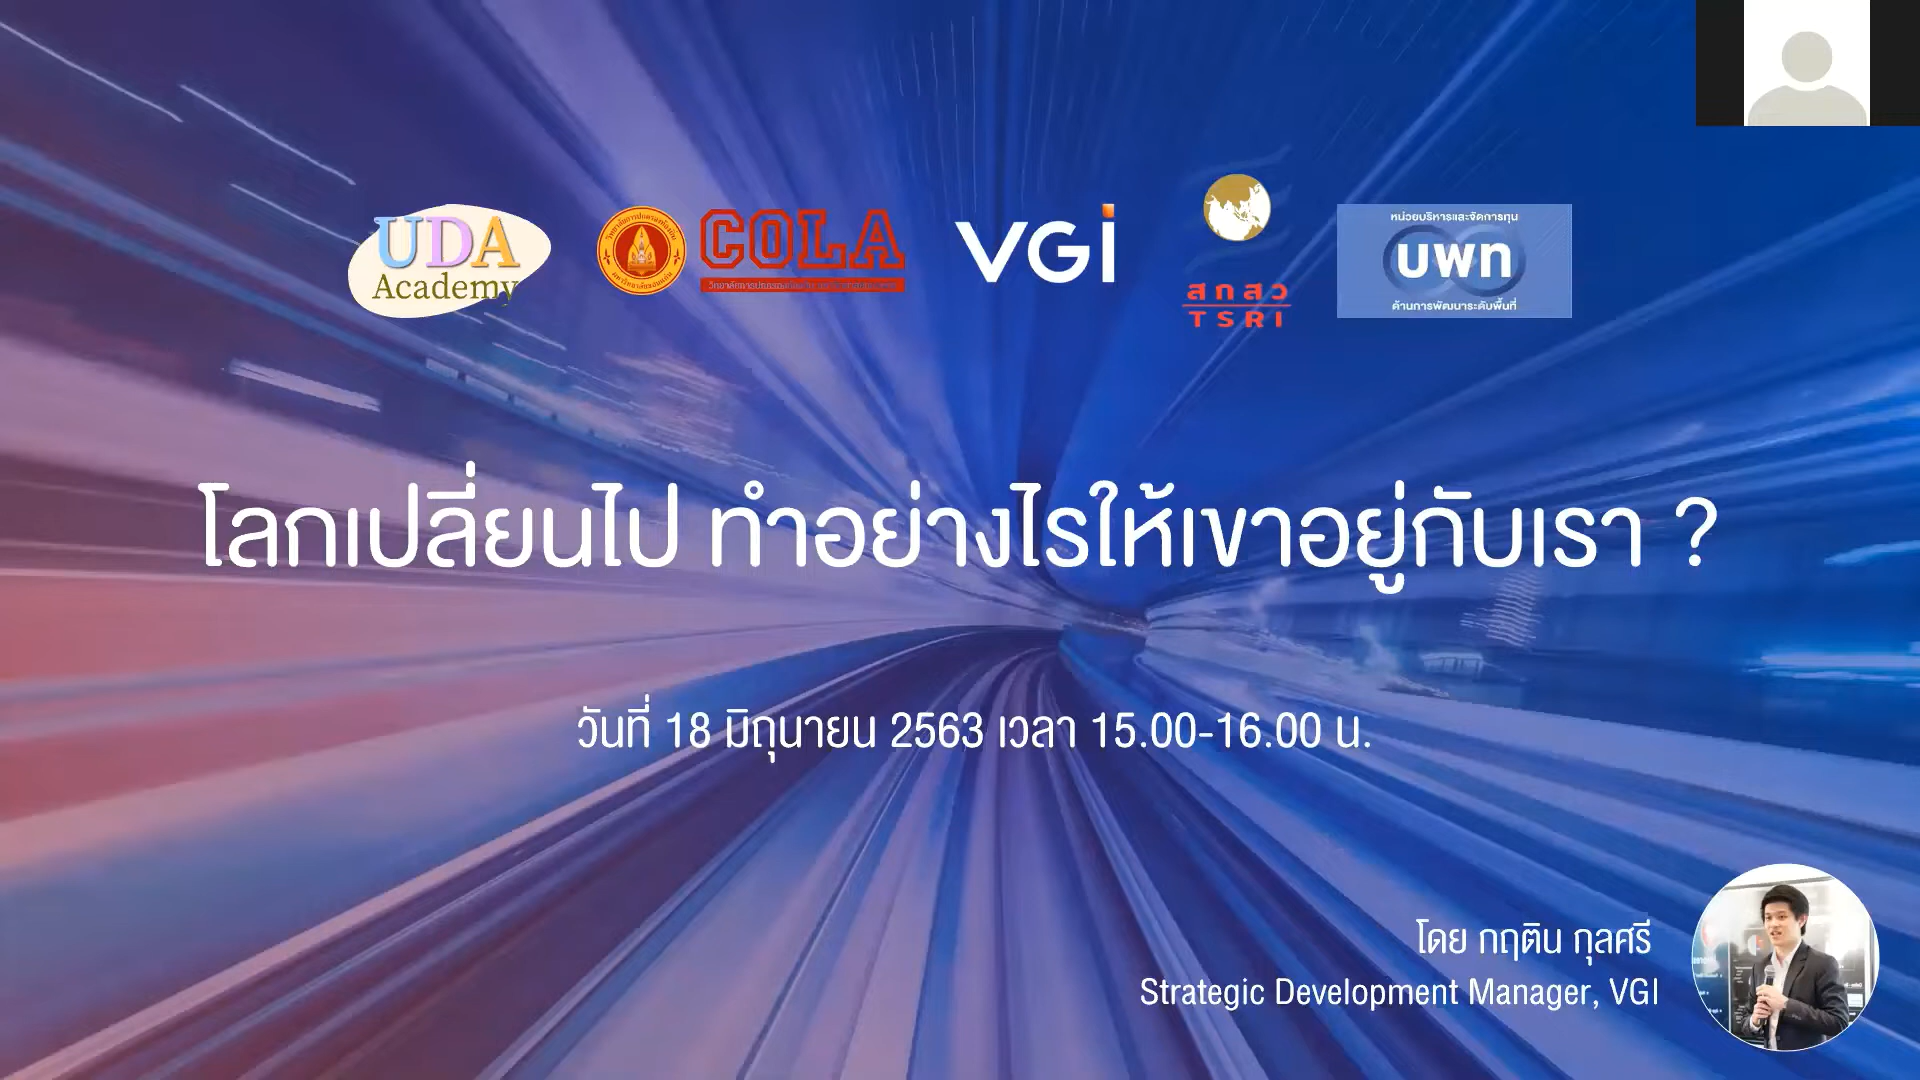 UDA
Academy
COLA
VGI
สกสว
TSRI
หน่วยบริหารและจัดการทุน
บพท
ด้านการพัฒนาระดับพื้นที่
โลกเปลี่ยนไป ทำอย่างไรให้เขาอยู่กับเรา ?
วันที่ 18 มิถุนายน 2563 เวลา 15.00-16.00 น.
โดย กฤติน กุลศรี
Strategic Development Manager, VGI